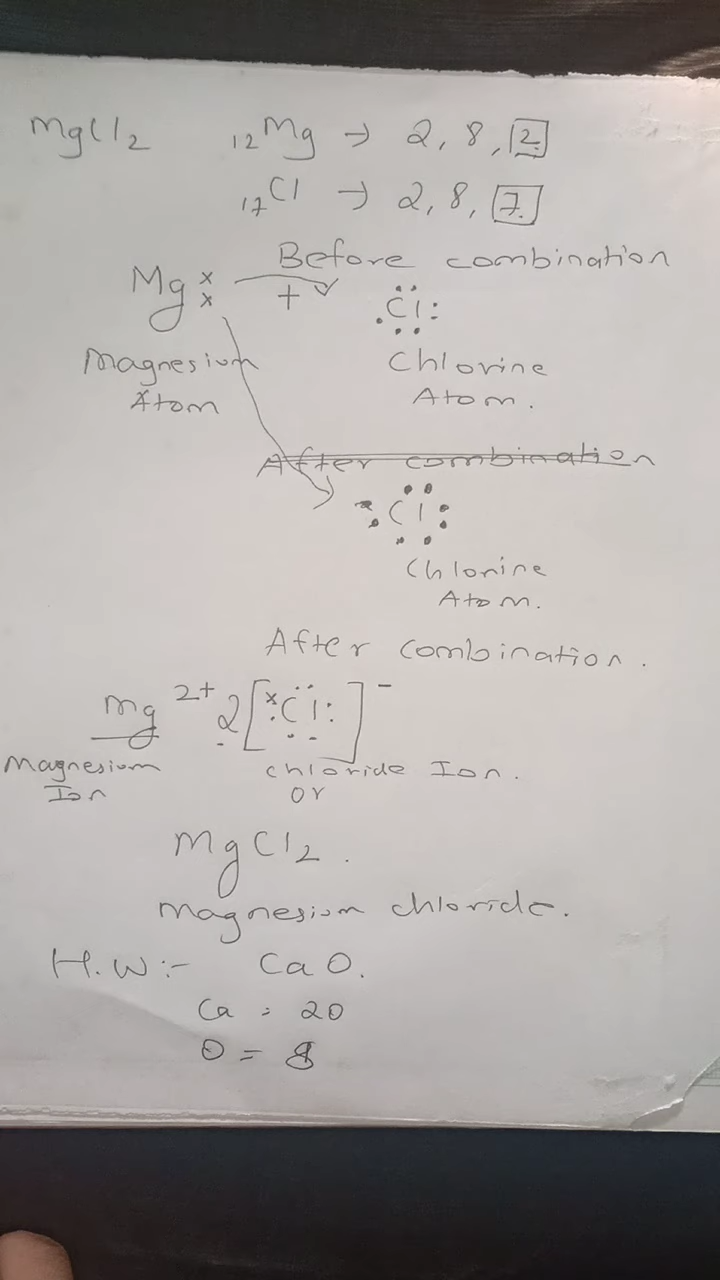 MgCl2 12Mg → 2, 8, 2
17Cl → 2, 8, 7
Before combination
Mg + Cl
Magnesium Atom
Chlorine Atom.
After combination
Cl
Chlorine Atom.
After combination.
Mg 2+ 2[Cl]-
Magnesium Ion
chloride Ion.
or
MgCl2.
Magnesium chloride.
H.W:- CaO.
Ca = 20
O = 8